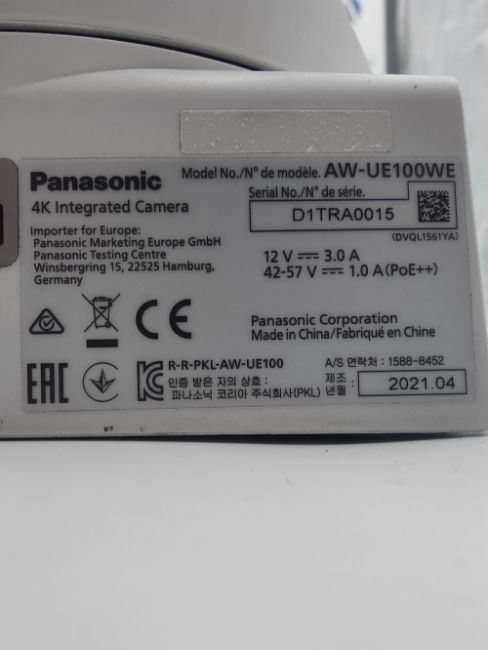 Panasonic
Model No./N° de modèle. AW-UE100WE
4K Integrated Camera
Serial No./N° de série.
D1TRA0015
(DVQL1561YA)
Importer for Europe:
Panasonic Marketing Europe GmbH
Panasonic Testing Centre
Winsbergring 15, 22525 Hamburg,
Germany
12 V ⎓ 3.0 A
42-57 V ⎓ 1.0 A(PoE++)
CE
Panasonic Corporation
Made in China/Fabriqué en Chine
EAC
R-R-PKL-AW-UE100
인증 받은 자의 상호 :
파나소닉 코리아 주식회사(PKL)
A/S 연락처 : 1588-8452
제조
년월 : 2021.04